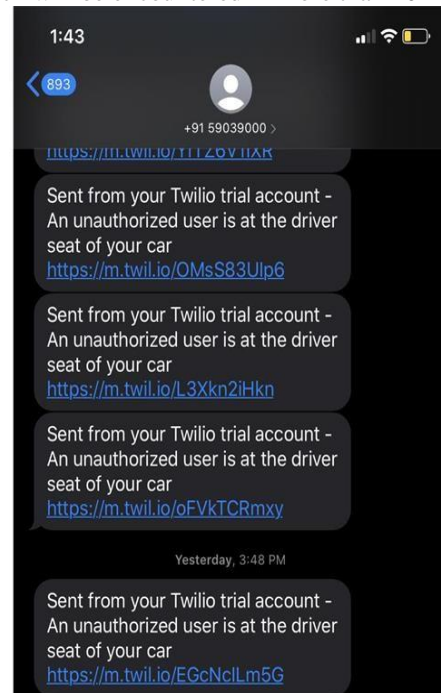 1:43
893
+91 59039000 >
Sent from your Twilio trial account -
An unauthorized user is at the driver
seat of your car
https://m.twil.io/OMsS83Ulp6
Sent from your Twilio trial account -
An unauthorized user is at the driver
seat of your car
https://m.twil.io/L3Xkn2iHkn
Sent from your Twilio trial account -
An unauthorized user is at the driver
seat of your car
https://m.twil.io/oFVkTCRmxy
Yesterday, 3:48 PM
Sent from your Twilio trial account -
An unauthorized user is at the driver
seat of your car
https://m.twil.io/EGcNclLm5G